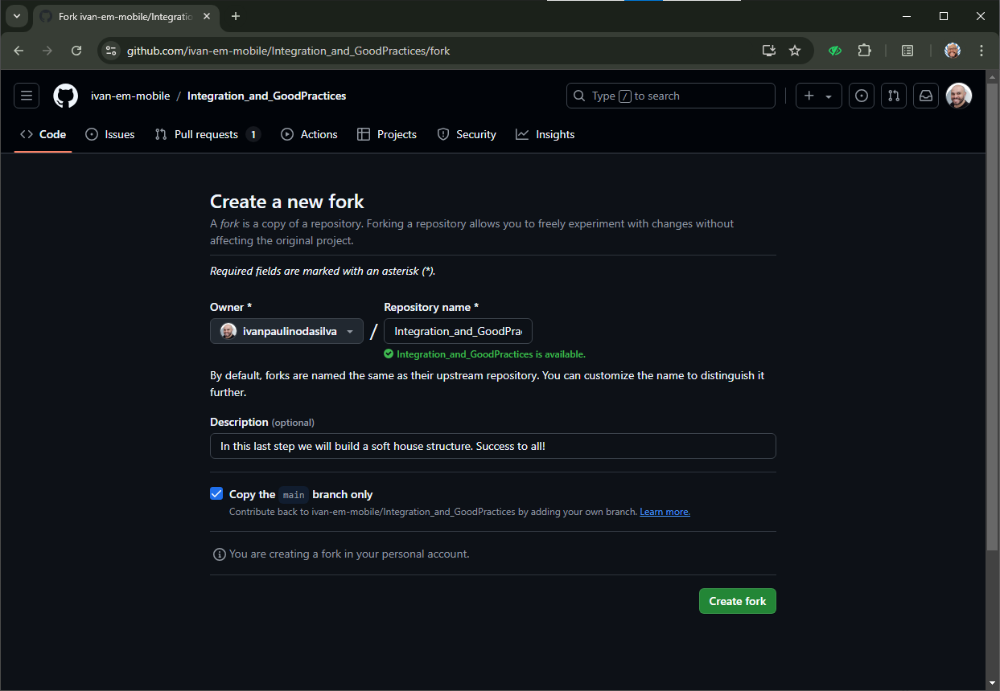 Fork ivan-em-mobile/Integratio
github.com/ivan-em-mobile/Integration_and_GoodPractices/fork
ivan-em-mobile / Integration_and_GoodPractices
Type / to search
Code Issues Pull requests 1 Actions Projects Security Insights
Create a new fork
A fork is a copy of a repository. Forking a repository allows you to freely experiment with changes without
affecting the original project.
Required fields are marked with an asterisk (*).
Owner * Repository name *
ivanpaulinodasilva / Integration_and_GoodPra
Integration_and_GoodPractices is available.
By default, forks are named the same as their upstream repository. You can customize the name to distinguish it
further.
Description (optional)
In this last step we will build a soft house structure. Success to all!
Copy the main branch only
Contribute back to ivan-em-mobile/Integration_and_GoodPractices by adding your own branch. Learn more.
You are creating a fork in your personal account.
Create fork